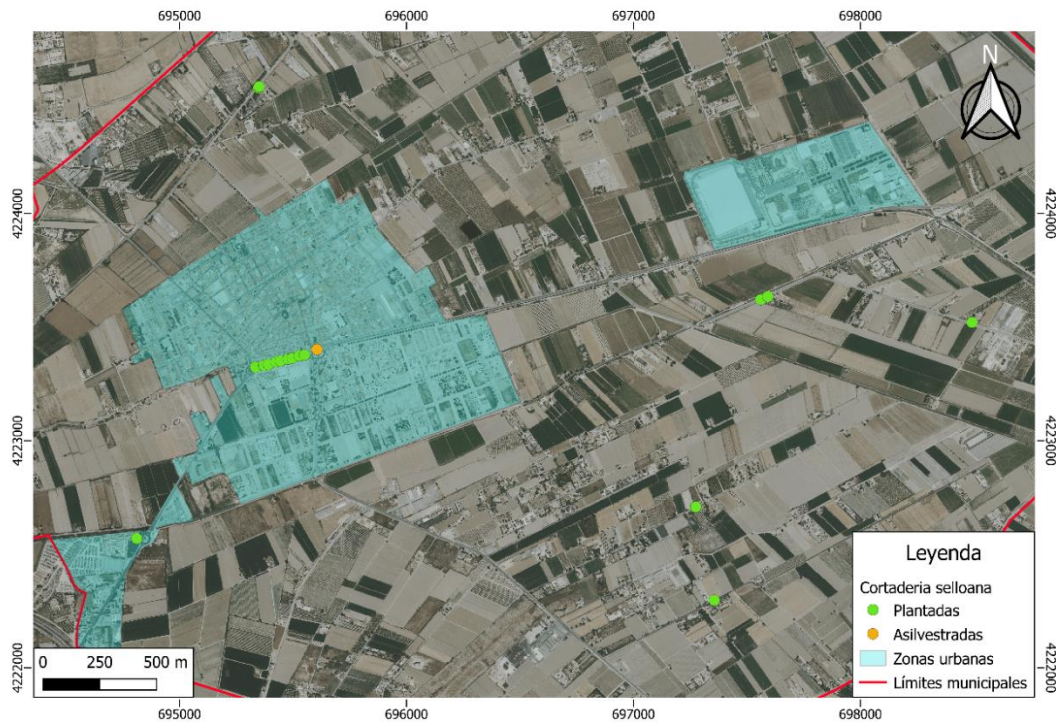 695000 696000 697000 698000
N
4224000 4224000
4223000 4223000
4222000 4222000
Leyenda
Cortaderia selloana
Plantadas
Asilvestradas
Zonas urbanas
Límites municipales
0 250 500 m
695000 696000 697000 698000